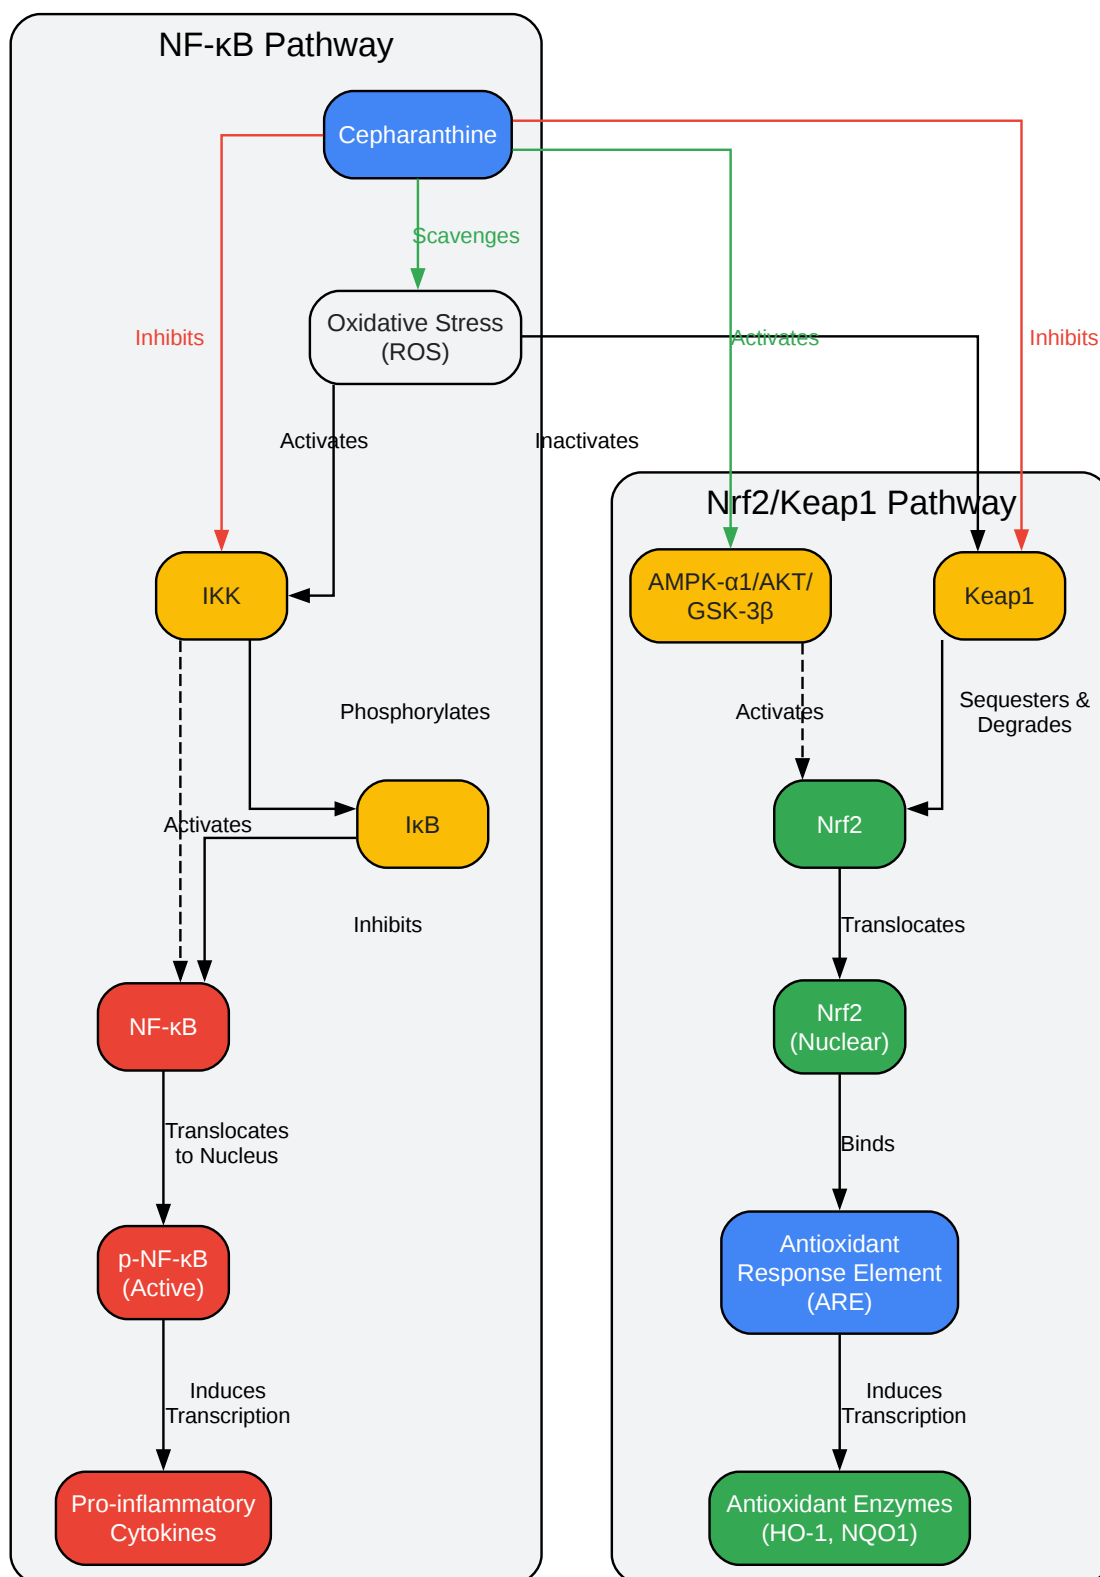 NF-κB Pathway
Cepharanthine
Scavenges
Oxidative Stress
(ROS)
Inhibits
Activates
Inhibits
Activates
Inactivates
Nrf2/Keap1 Pathway
IKK
AMPK-α1/AKT/
GSK-3β
Keap1
Phosphorylates
Activates
Sequesters &
Degrades
Activates
IκB
Nrf2
Inhibits
Translocates
NF-κB
Nrf2
(Nuclear)
Translocates
to Nucleus
Binds
p-NF-κB
(Active)
Antioxidant
Response Element
(ARE)
Induces
Transcription
Induces
Transcription
Pro-inflammatory
Cytokines
Antioxidant Enzymes
(HO-1, NQO1)